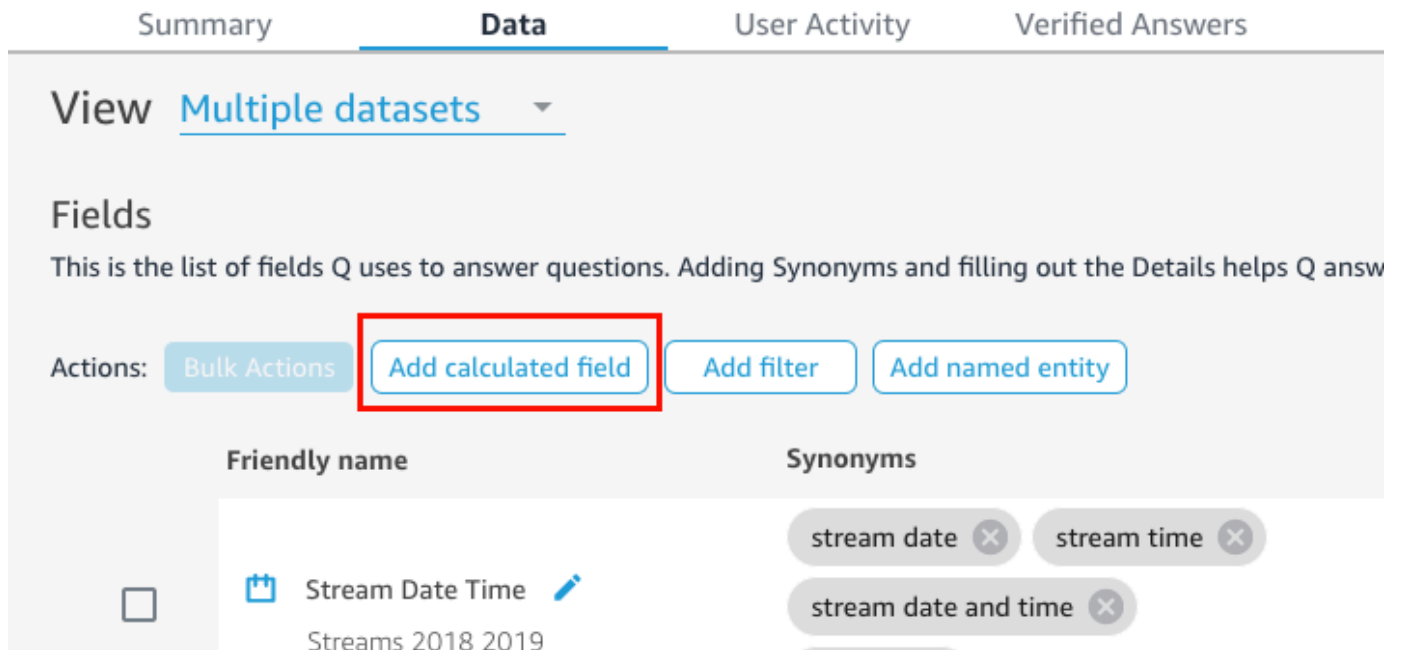 Summary Data User Activity Verified Answers
View Multiple datasets
Fields
This is the list of fields Q uses to answer questions. Adding Synonyms and filling out the Details helps Q answ
Actions: Bulk Actions Add calculated field Add filter Add named entity
Friendly name Synonyms
stream date stream time
Stream Date Time
stream date and time
Streams 2018 2019